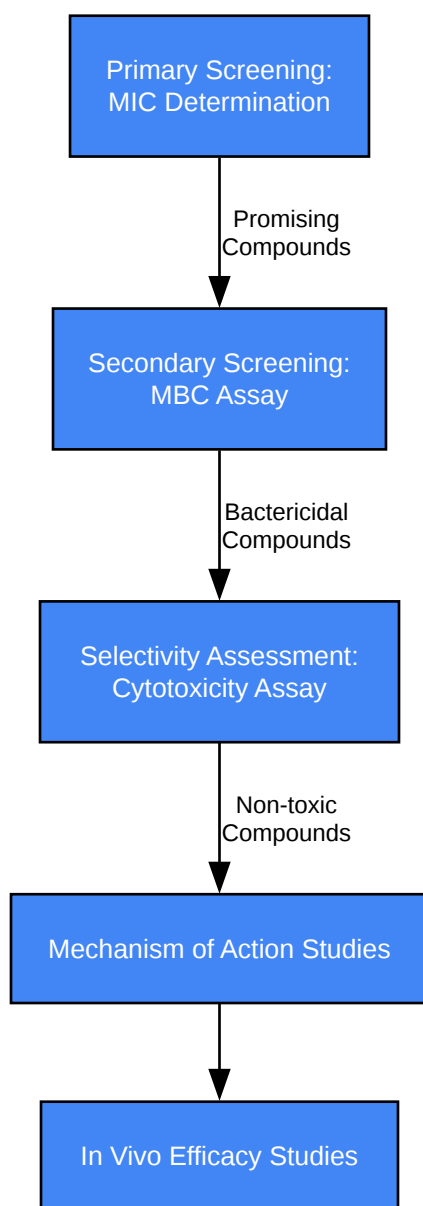 Primary Screening:
MIC Determination
Promising
Compounds
Secondary Screening:
MBC Assay
Bactericidal
Compounds
Selectivity Assessment:
Cytotoxicity Assay
Non-toxic
Compounds
Mechanism of Action Studies
In Vivo Efficacy Studies